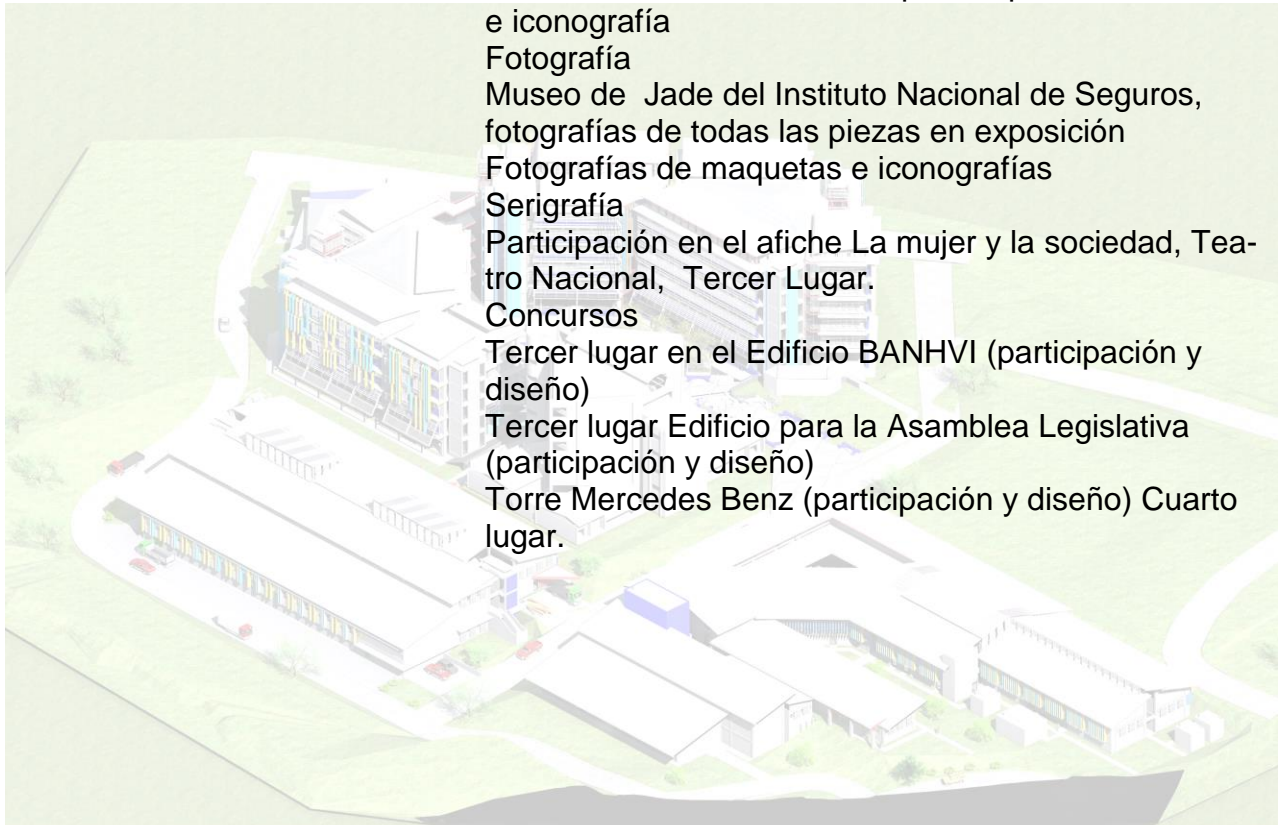 e iconografía
Fotografía
Museo de  Jade del Instituto Nacional de Seguros,
fotografías de todas las piezas en exposición
Fotografías de maquetas e iconografías
Serigrafía
Participación en el afiche La mujer y la sociedad, Tea-
tro Nacional,  Tercer Lugar.
Concursos
Tercer lugar en el Edificio BANHVI (participación y
diseño)
Tercer lugar Edificio para la Asamblea Legislativa
(participación y diseño)
Torre Mercedes Benz (participación y diseño) Cuarto
lugar.